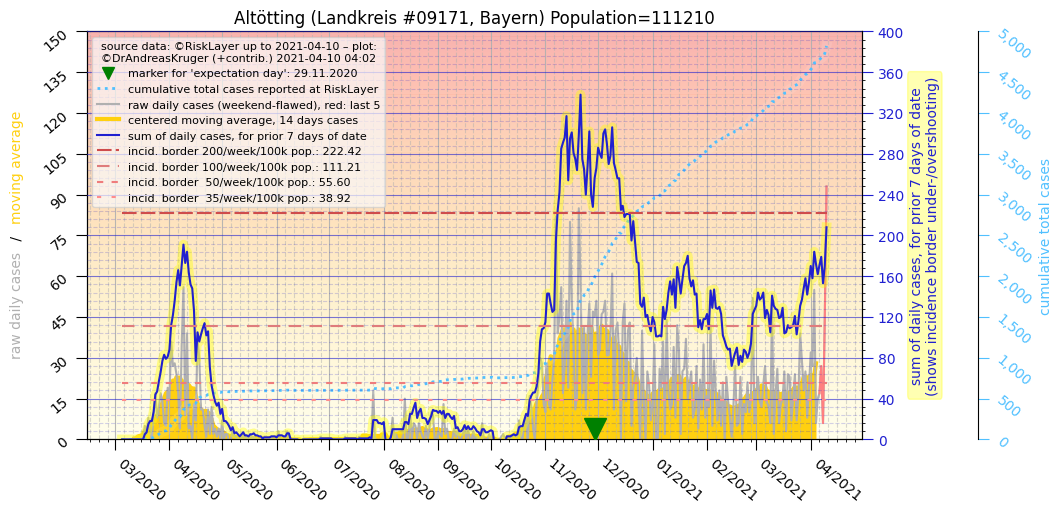 Altötting (Landkreis #09171, Bayern) Population=111210
source data: ©RiskLayer up to 2021-04-10 – plot:
©DrAndreasKruger (+contrib.) 2021-04-10 04:02
marker for 'expectation day': 29.11.2020
cumulative total cases reported at RiskLayer
raw daily cases (weekend-flawed), red: last 5
centered moving average, 14 days cases
sum of daily cases, for prior 7 days of date
incid. border 200/week/100k pop.: 222.42
incid. border 100/week/100k pop.: 111.21
incid. border  50/week/100k pop.: 55.60
incid. border  35/week/100k pop.: 38.92
raw daily cases  /  moving average
150
135
120
105
90
75
60
45
30
15
0
03/2020
04/2020
05/2020
06/2020
07/2020
08/2020
09/2020
10/2020
11/2020
12/2020
01/2021
02/2021
03/2021
04/2021
400
360
320
280
240
200
160
120
80
40
0
sum of daily cases, for prior 7 days of date
(shows incidence border under-/overshooting)
5,000
4,500
4,000
3,500
3,000
2,500
2,000
1,500
1,000
500
0
cumulative total cases